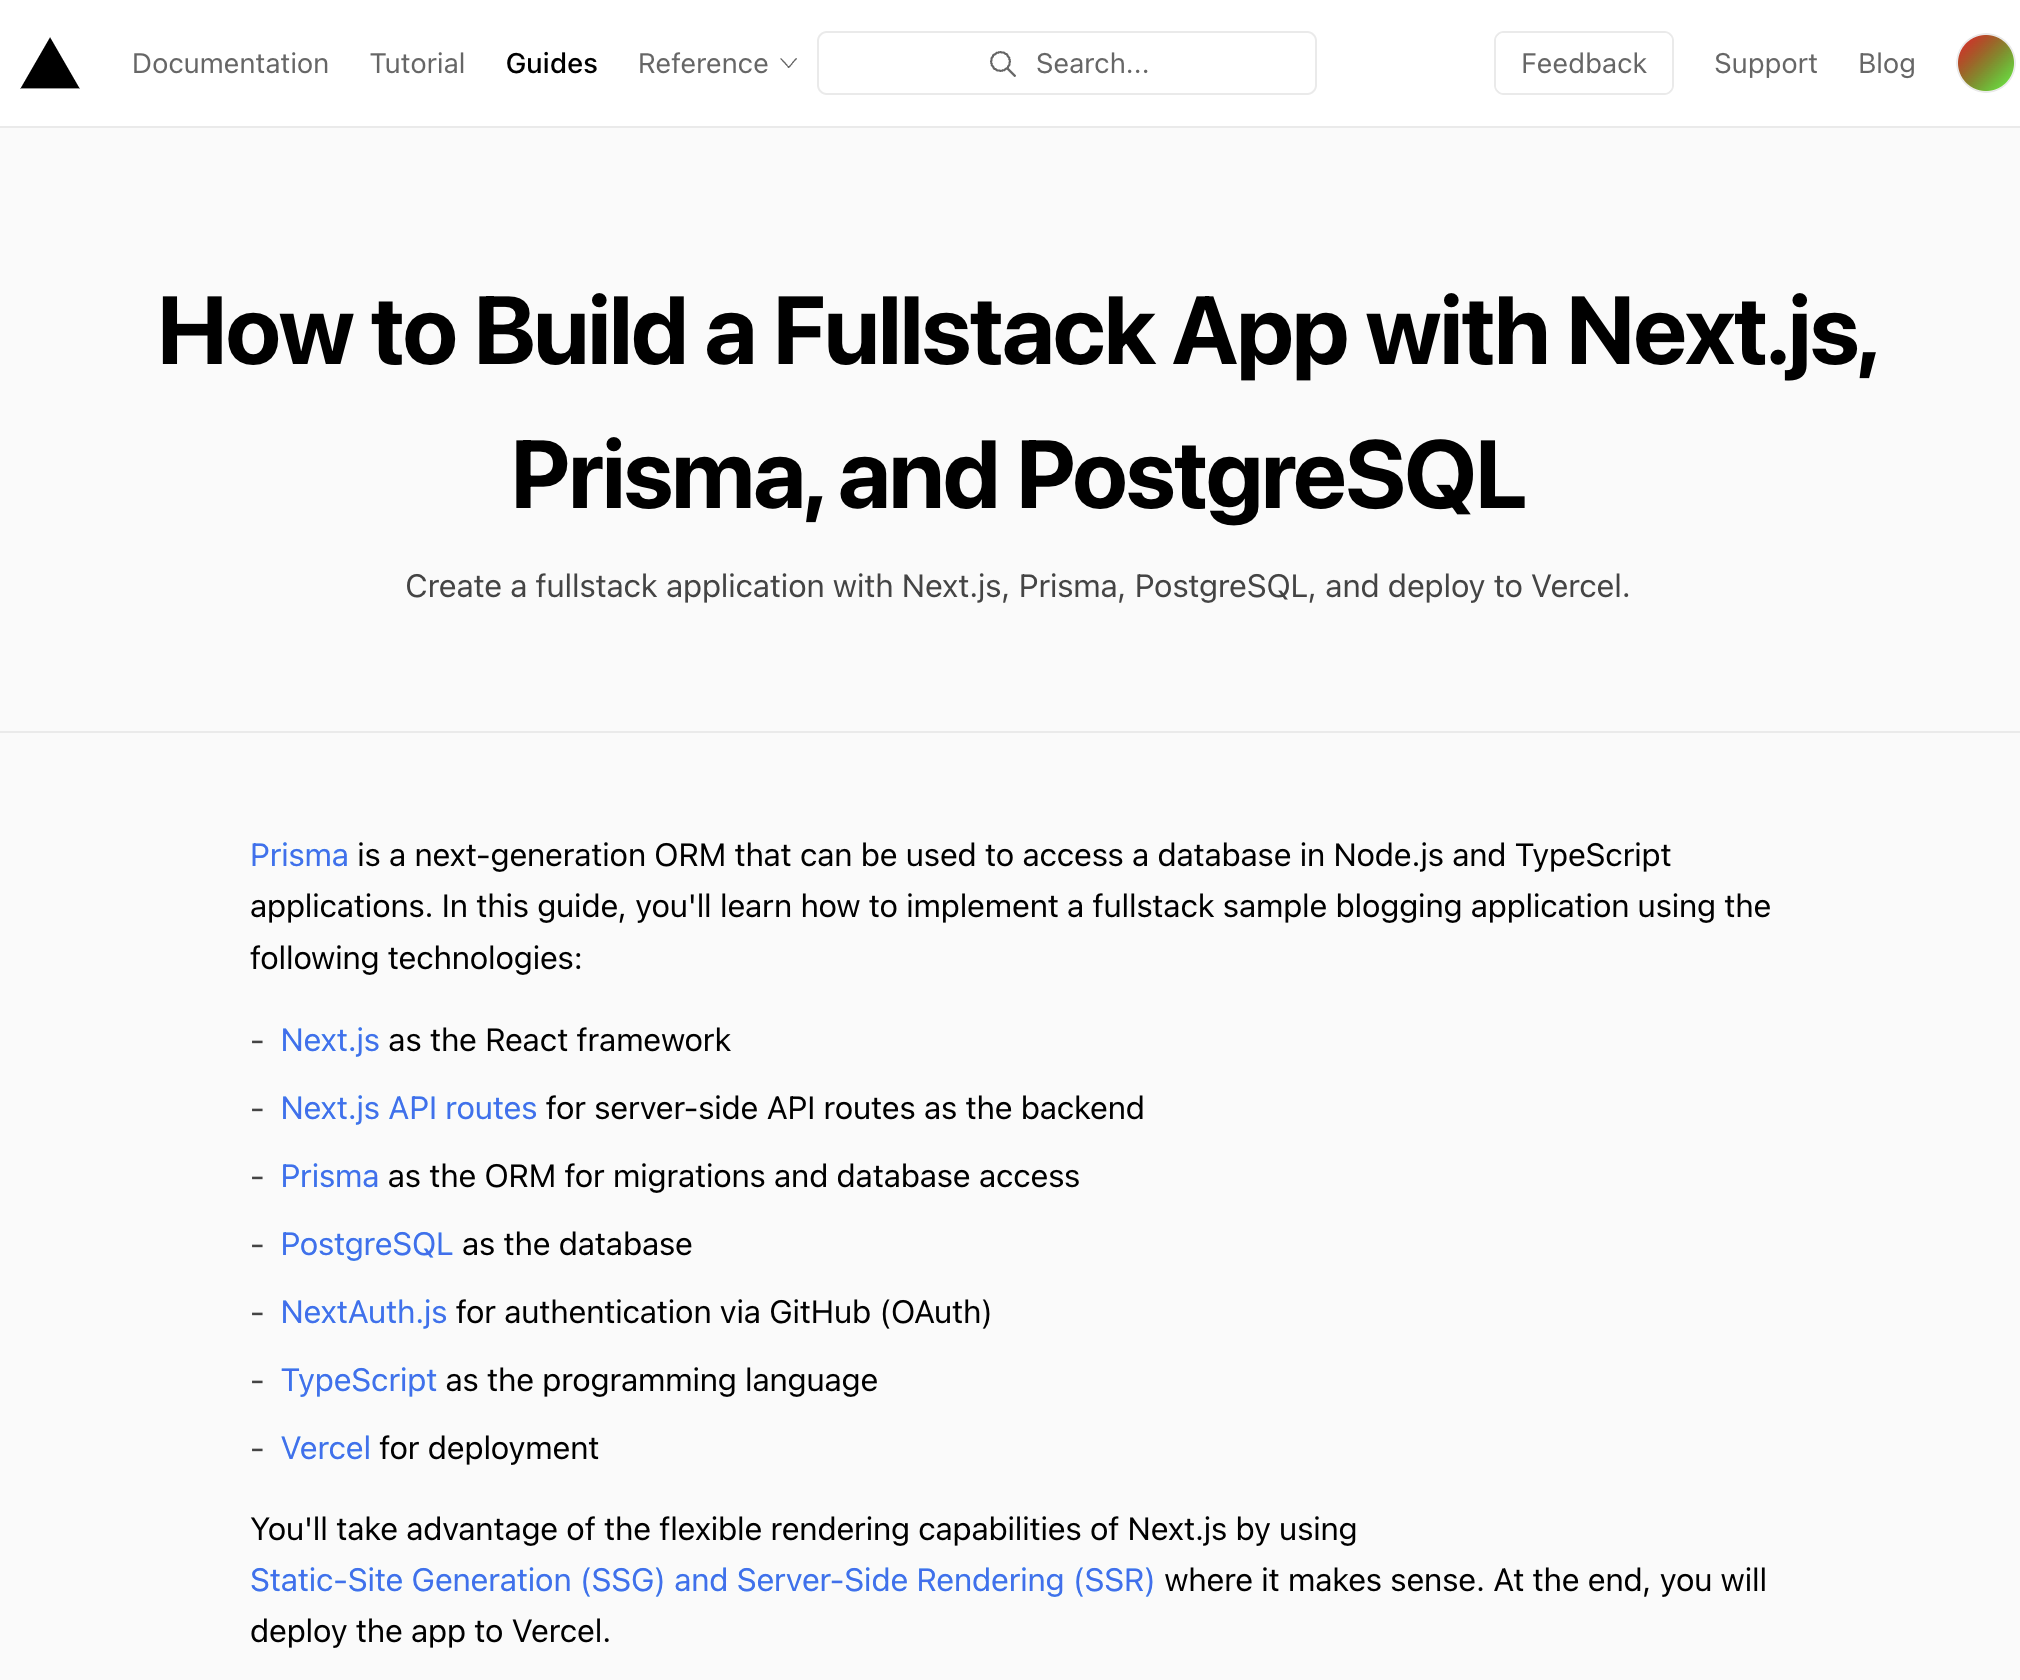 Documentation Tutorial Guides Reference Search... Feedback Support Blog
How to Build a Fullstack App with Next.js,
Prisma, and PostgreSQL
Create a fullstack application with Next.js, Prisma, PostgreSQL, and deploy to Vercel.
Prisma is a next-generation ORM that can be used to access a database in Node.js and TypeScript
applications. In this guide, you'll learn how to implement a fullstack sample blogging application using the
following technologies:
- Next.js as the React framework
- Next.js API routes for server-side API routes as the backend
- Prisma as the ORM for migrations and database access
- PostgreSQL as the database
- NextAuth.js for authentication via GitHub (OAuth)
- TypeScript as the programming language
- Vercel for deployment
You'll take advantage of the flexible rendering capabilities of Next.js by using
Static-Site Generation (SSG) and Server-Side Rendering (SSR) where it makes sense. At the end, you will
deploy the app to Vercel.